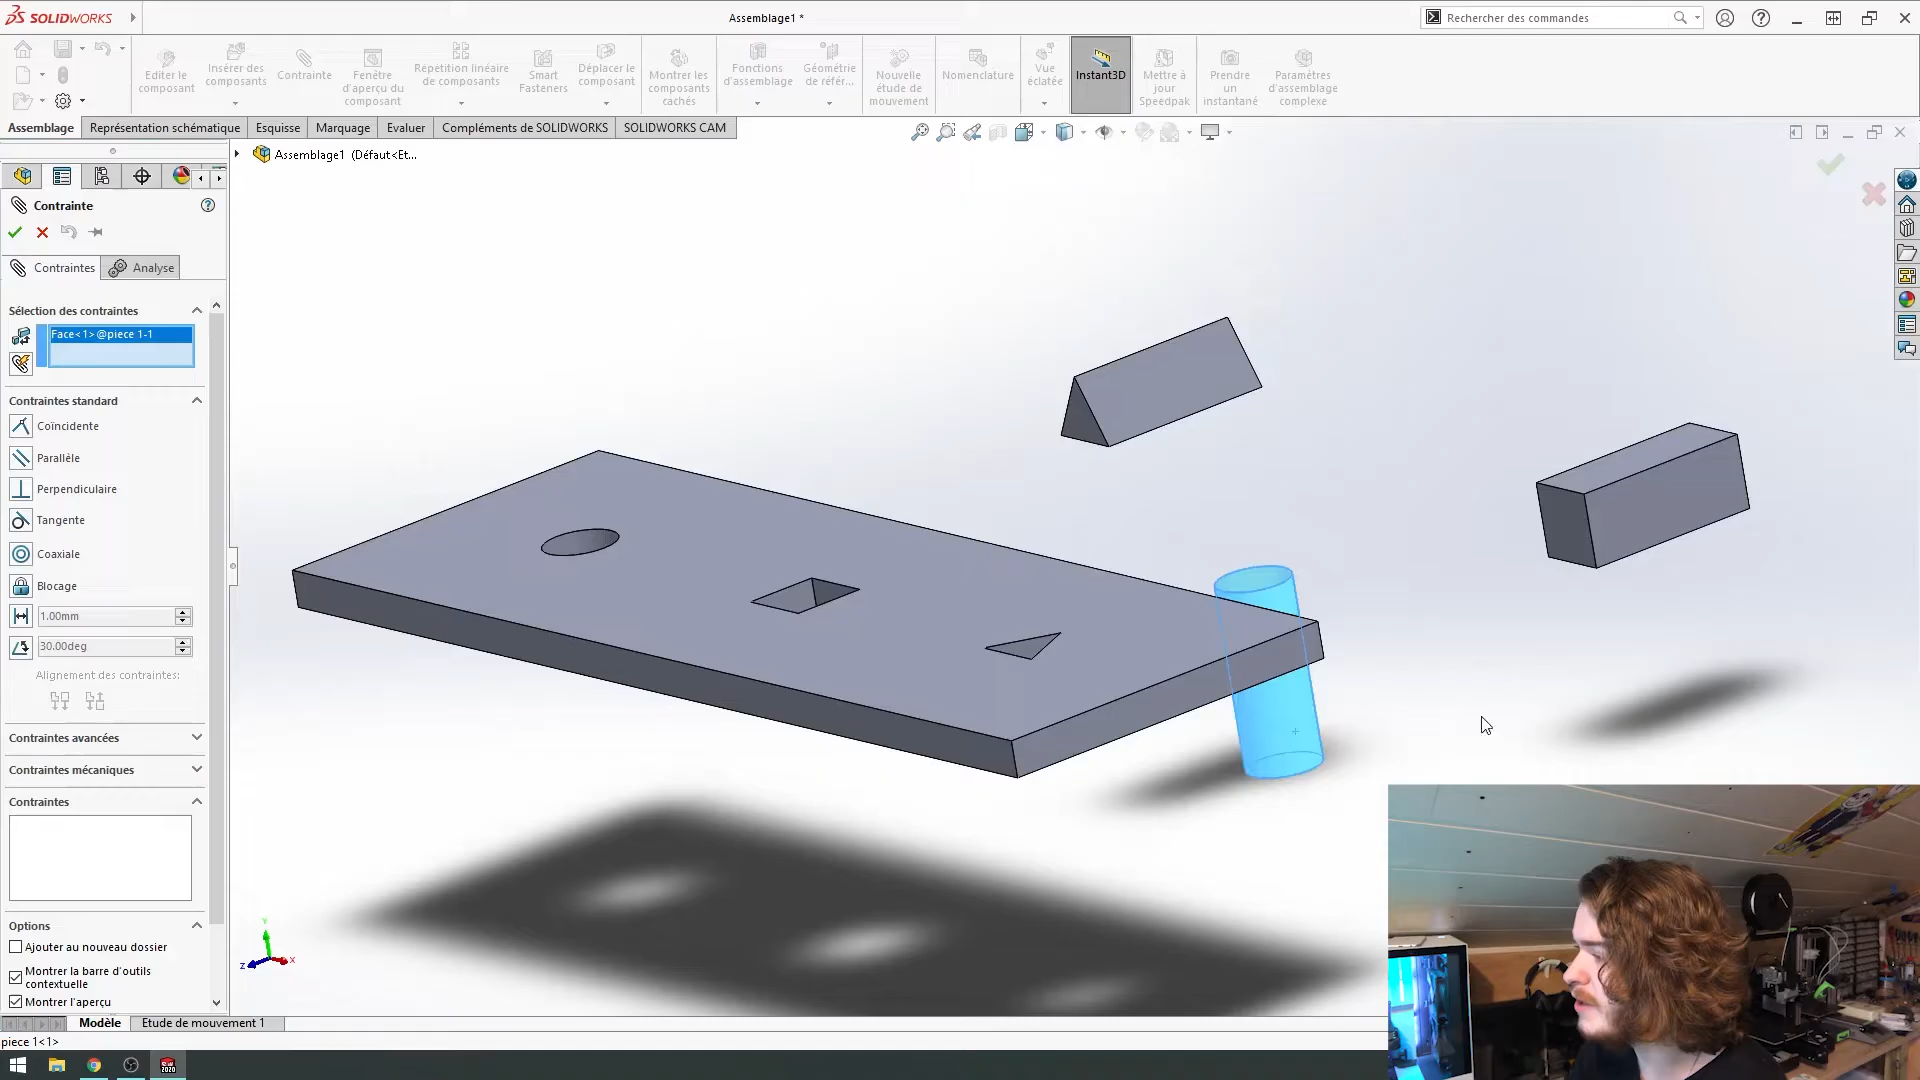 SOLIDWORKS
Assemblage1 *
Rechercher des commandes
Editer le
composant
Insérer des
composants
Contrainte
Fenêtre
d'aperçu du
composant
Répétition linéaire
de composants
Smart
Fasteners
Déplacer le
composant
Montrer les
composants
cachés
Fonctions
d'assemblage
Géométrie
de référ...
Nouvelle
étude de
mouvement
Nomenclature
Vue
éclatée
Instant3D
Mettre à
jour
Speedpak
Prendre
un
instantané
Paramètres
d'assemblage
complexe
Assemblage
Représentation schématique
Esquisse
Marquage
Evaluer
Compléments de SOLIDWORKS
SOLIDWORKS CAM
Assemblage1 (Défaut<Et...
Contrainte
Contraintes
Analyse
Sélection des contraintes
Face<1>@piece 1-1
Contraintes standard
Coïncidente
Parallèle
Perpendiculaire
Tangente
Coaxiale
Blocage
1.00mm
30.00deg
Alignement des contraintes:
Contraintes avancées
Contraintes mécaniques
Contraintes
Options
Ajouter au nouveau dossier
Montrer la barre d'outils
contextuelle
Montrer l'aperçu
Y
Z
X
Modèle
Etude de mouvement 1
piece 1<1>
SW
2020